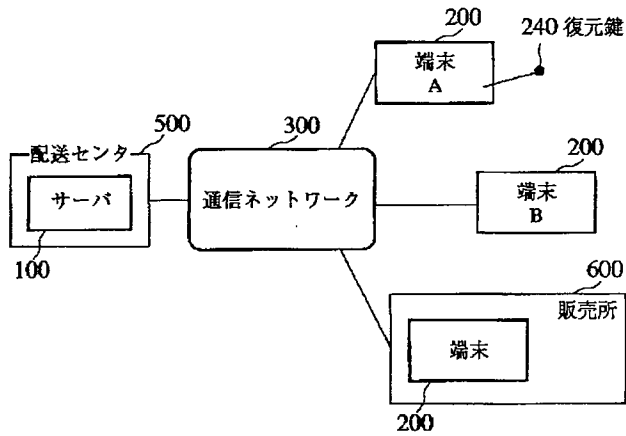 200
240 復元鍵
端末
A
500
300
配送センタ
サーバ
通信ネットワーク
200
端末
B
100
600
販売所
端末
200